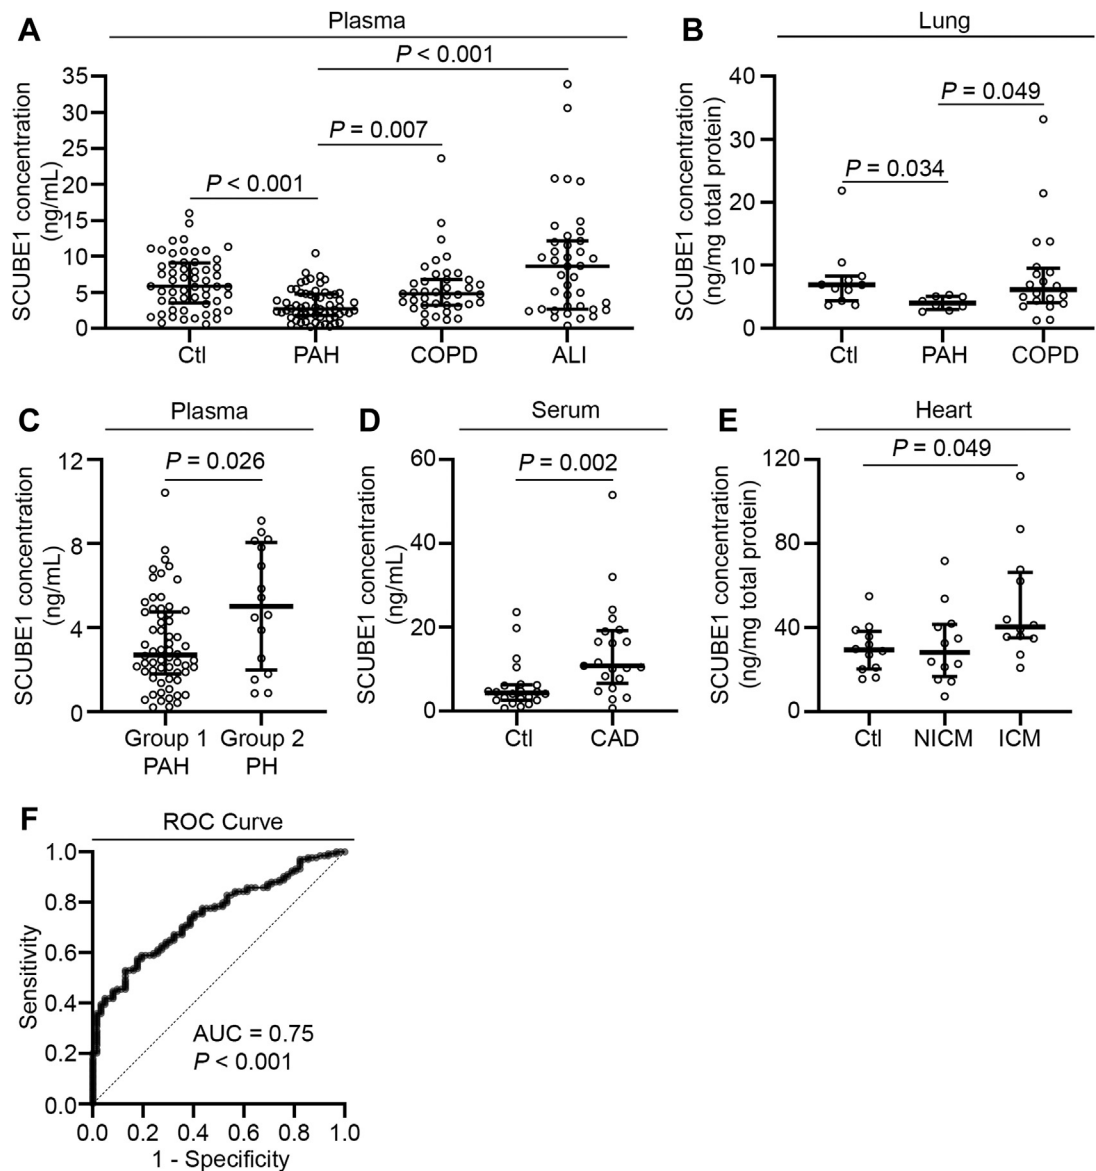 A
Plasma
P < 0.001
P = 0.007
P < 0.001
SCUBE1 concentration
(ng/mL)
35
30
25
20
15
10
5
0
Ctl PAH COPD ALI
B
Lung
P = 0.049
P = 0.034
SCUBE1 concentration
(ng/mg total protein)
40
30
20
10
0
Ctl PAH COPD
C
Plasma
P = 0.026
SCUBE1 concentration
(ng/mL)
12
8
4
0
Group 1
PAH
Group 2
PH
D
Serum
P = 0.002
SCUBE1 concentration
(ng/mL)
60
40
20
0
Ctl CAD
E
Heart
P = 0.049
SCUBE1 concentration
(ng/mg total protein)
120
80
40
0
Ctl NICM ICM
F
ROC Curve
Sensitivity
1.0
0.8
0.6
0.4
0.2
0.0
AUC = 0.75
P < 0.001
0.0 0.2 0.4 0.6 0.8 1.0
1 - Specificity